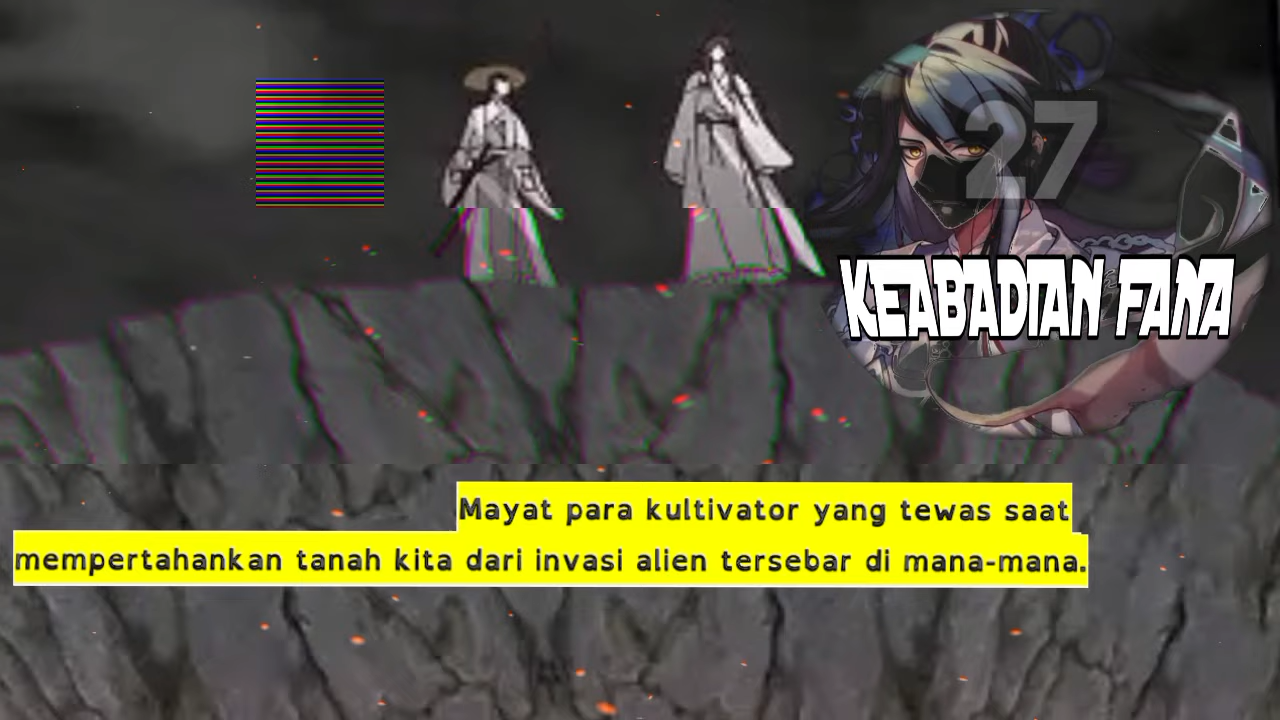 27
KEABADIAN FANA
Mayat para kultivator yang tewas saat
mempertahankan tanah kita dari invasi alien tersebar di mana-mana.